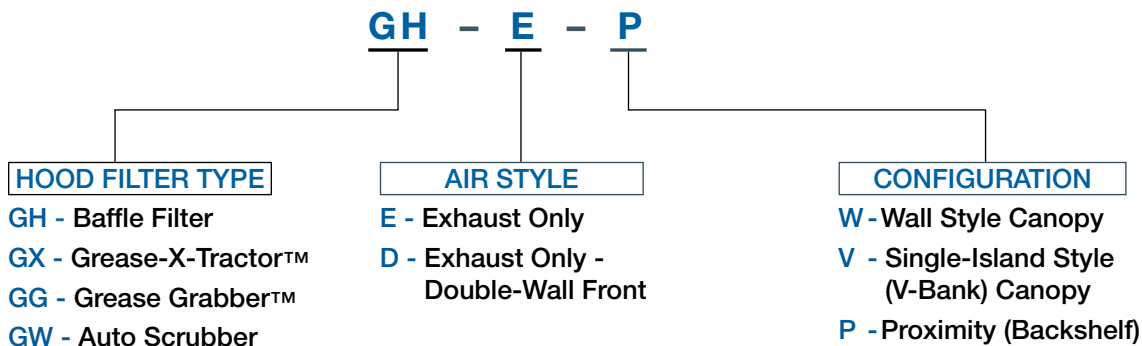 GH – E – P
HOOD FILTER TYPE
GH - Baffle Filter
GX - Grease-X-Tractor™
GG - Grease Grabber™
GW - Auto Scrubber
AIR STYLE
E - Exhaust Only
D - Exhaust Only -
Double-Wall Front
CONFIGURATION
W - Wall Style Canopy
V - Single-Island Style
(V-Bank) Canopy
P - Proximity (Backshelf)